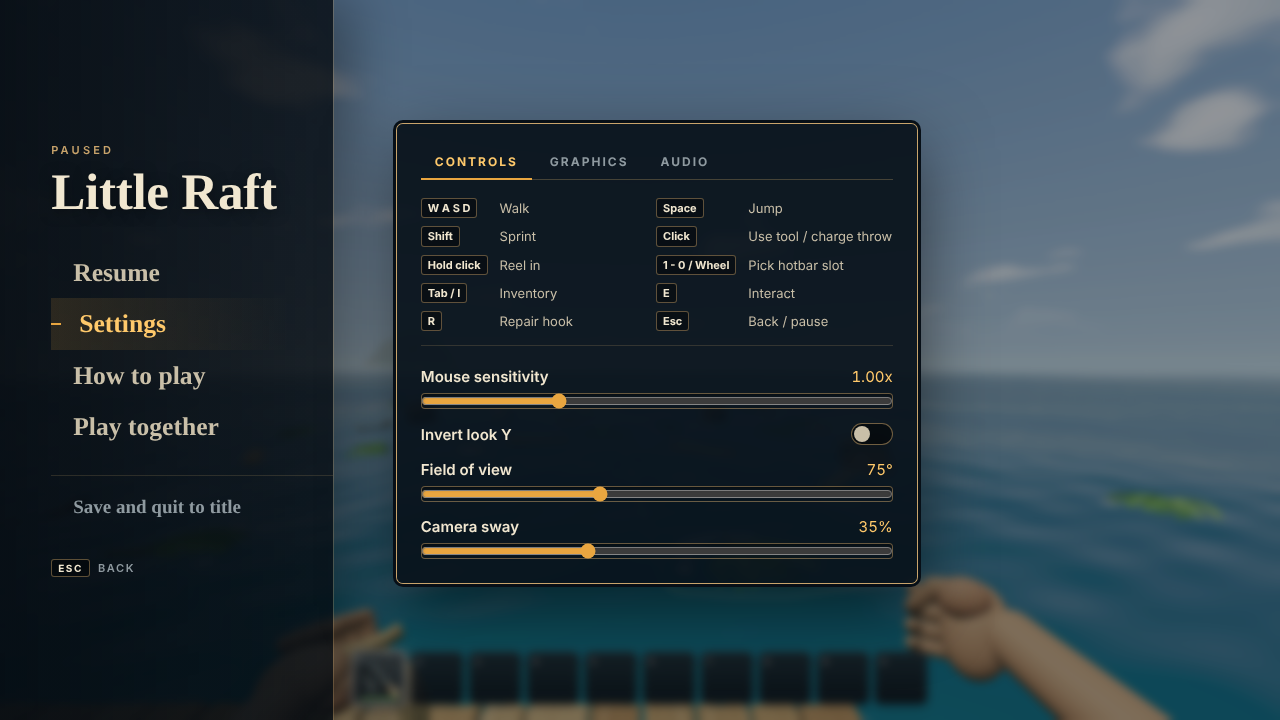 PAUSED
Little Raft
Resume
Settings
How to play
Play together
Save and quit to title
ESC BACK
CONTROLS GRAPHICS AUDIO
W A S D Walk Space Jump
Shift Sprint Click Use tool / charge throw
Hold click Reel in 1 - 0 / Wheel Pick hotbar slot
Tab / I Inventory E Interact
R Repair hook Esc Back / pause
Mouse sensitivity 1.00x
Invert look Y
Field of view 75°
Camera sway 35%